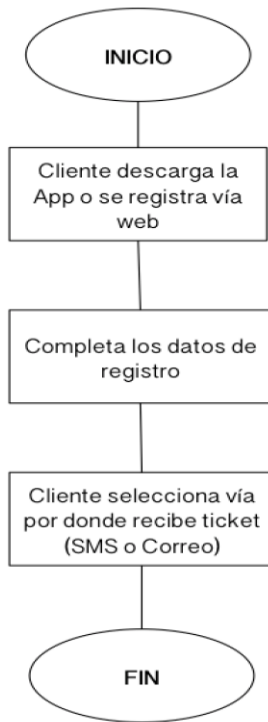 INICIO
Cliente descarga la
App o se registra vía
web
Completa los datos de
registro
Cliente selecciona vía
por donde recibe ticket
(SMS o Correo)
FIN